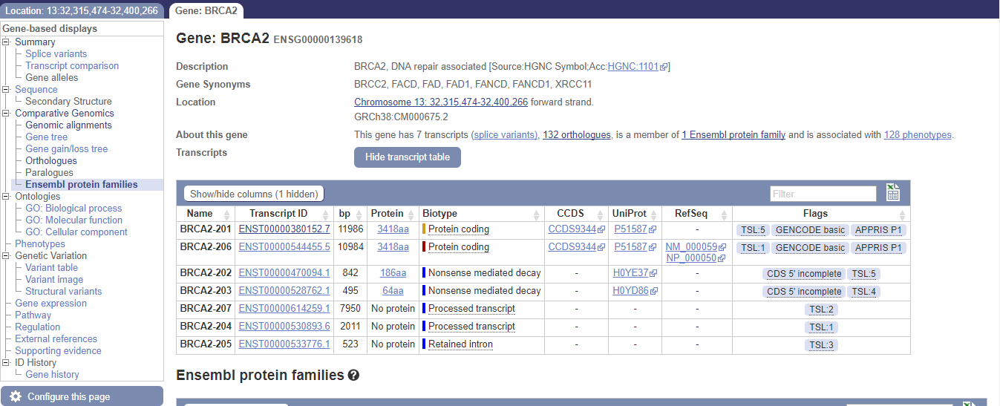 Location: 13:32,315,474-32,400,266
Gene: BRCA2
Gene-based displays
Summary
Splice variants
Transcript comparison
Gene alleles
Sequence
Secondary Structure
Comparative Genomics
Genomic alignments
Gene tree
Gene gain/loss tree
Orthologues
Paralogues
Ensembl protein families
Ontologies
GO: Biological process
GO: Molecular function
GO: Cellular component
Phenotypes
Genetic Variation
Variant table
Variant image
Structural variants
Gene expression
Pathway
Regulation
External references
Supporting evidence
ID History
Gene history
Configure this page
Gene: BRCA2 ENSG00000139618
Description BRCA2, DNA repair associated [Source:HGNC Symbol;Acc:HGNC:1101]
Gene Synonyms BRCC2, FACD, FAD, FAD1, FANCD, FANCD1, XRCC11
Location Chromosome 13: 32,315,474-32,400,266 forward strand.
GRCh38:CM000675.2
About this gene This gene has 7 transcripts (splice variants), 132 orthologues, is a member of 1 Ensembl protein family and is associated with 128 phenotypes.
Transcripts Hide transcript table
Show/hide columns (1 hidden) Filter
Name Transcript ID bp Protein Biotype CCDS UniProt RefSeq Flags
BRCA2-201 ENST00000380152.7 11986 3418aa Protein coding CCDS9344 P51587 - TSL:5 GENCODE basic APPRIS P1
BRCA2-206 ENST00000544455.5 10984 3418aa Protein coding CCDS9344 P51587 NM_000059 TSL:1 GENCODE basic APPRIS P1
NP_000050
BRCA2-202 ENST00000470094.1 842 186aa Nonsense mediated decay - H0YE37 - CDS 5' incomplete TSL:5
BRCA2-203 ENST00000528762.1 495 64aa Nonsense mediated decay - H0YD86 - CDS 5' incomplete TSL:4
BRCA2-207 ENST00000614259.1 7950 No protein Processed transcript - - - TSL:2
BRCA2-204 ENST00000530893.6 2011 No protein Processed transcript - - - TSL:1
BRCA2-205 ENST00000533776.1 523 No protein Retained intron - - - TSL:3
Ensembl protein families ?